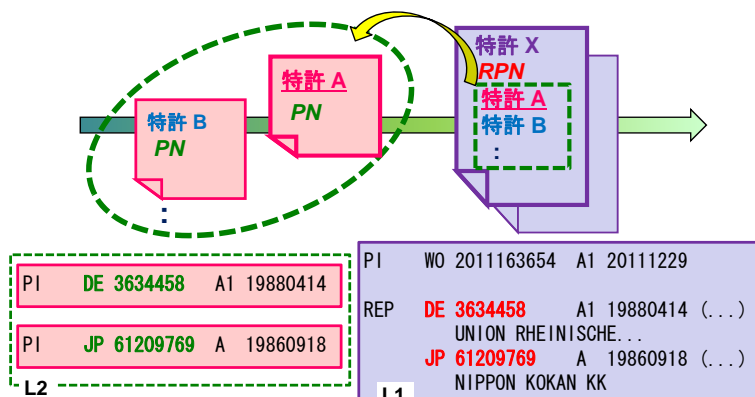 特許 B
PN
:
特許 A
PN
特許 X
RPN
特許 A
特許 B
:
PI DE 3634458 A1 19880414
PI JP 61209769 A 19860918
L2
PI WO 2011163654 A1 20111229
REP DE 3634458 A1 19880414 (...)
UNION RHEINISCHE...
JP 61209769 A 19860918 (...)
NIPPON KOKAN KK
L1